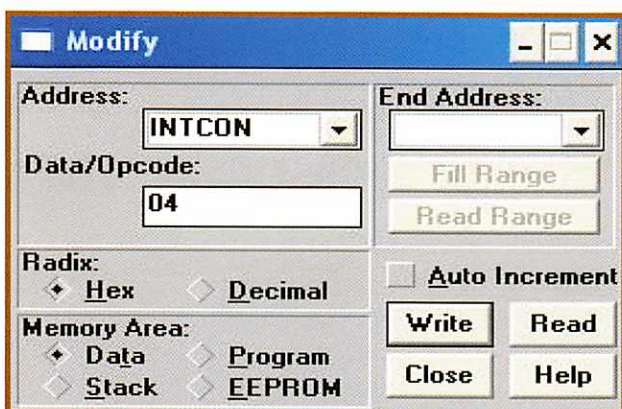 Modify
Address:
INTCON
Data/Opcode:
04
End Address:
Fill Range
Read Range
Radix:
Hex Decimal
Auto Increment
Memory Area:
Data Program
Stack EEPROM
Write Read
Close Help